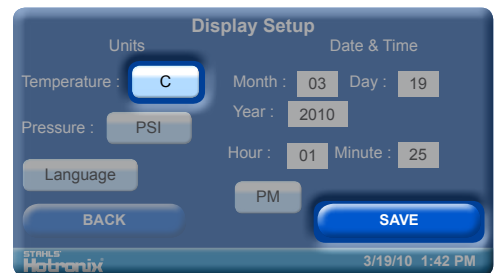 Display Setup
Units
Date & Time
Temperature : C
Month : 03 Day : 19
Year : 2010
Pressure : PSI
Hour : 01 Minute : 25
Language
PM
BACK
SAVE
STAHLS'
Hotronix
3/19/10 1:42 PM